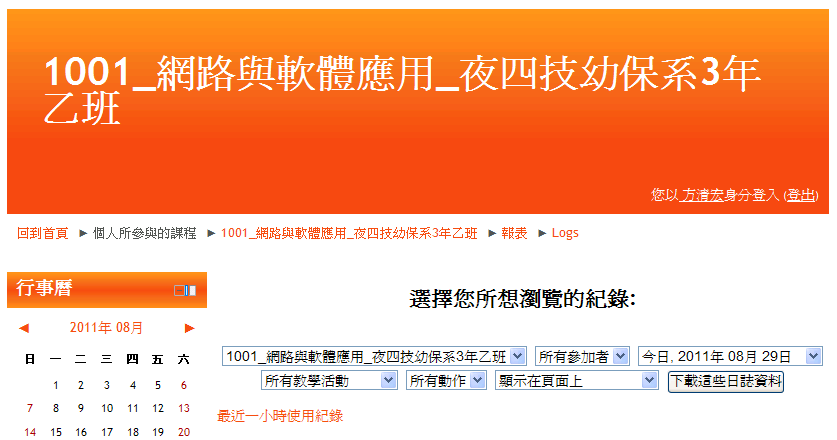 1001_網路與軟體應用_夜四技幼保系3年
乙班
您以 方清宏身分登入 (登出)
回到首頁 ► 個人所參與的課程 ► 1001_網路與軟體應用_夜四技幼保系3年乙班 ► 報表 ► Logs
行事曆
選擇您所想瀏覽的紀錄:
◄ 2011年 08月 ►
1001_網路與軟體應用_夜四技幼保系3年乙班 所有參加者 今日, 2011年 08月 29日
日 一 二 三 四 五 六
所有教學活動 所有動作 顯示在頁面上 下載這些日誌資料
1 2 3 4 5 6
7 8 9 10 11 12 13
最近一小時使用紀錄
14 15 16 17 18 19 20